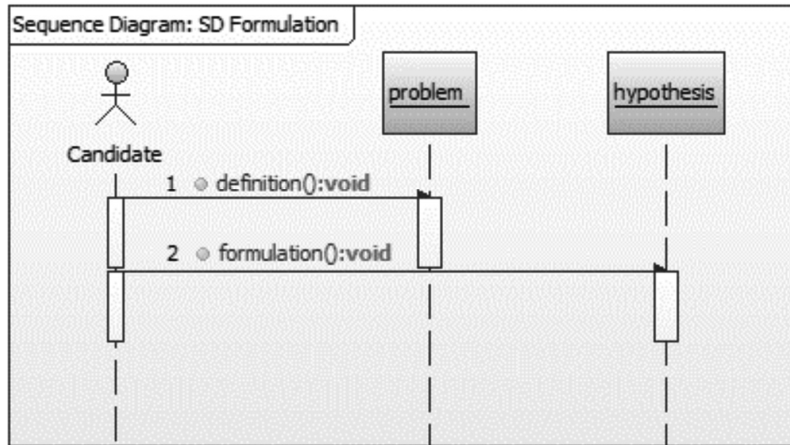 Sequence Diagram: SD Formulation
problem
hypothesis
Candidate
1 definition():void
2 formulation():void